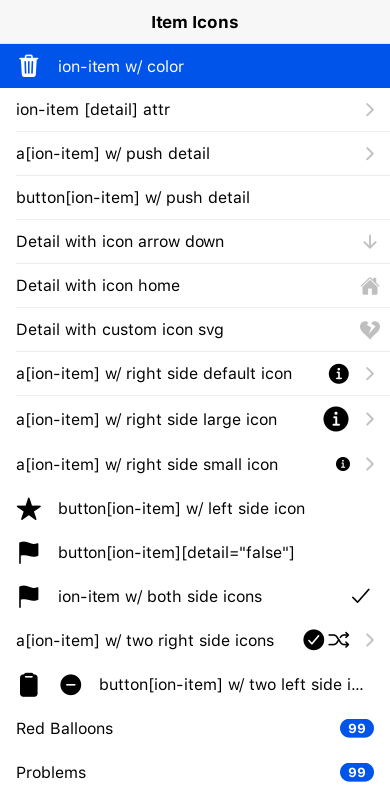 Item Icons
ion-item w/ color
ion-item [detail] attr
a[ion-item] w/ push detail
button[ion-item] w/ push detail
Detail with icon arrow down
Detail with icon home
Detail with custom icon svg
a[ion-item] w/ right side default icon
a[ion-item] w/ right side large icon
a[ion-item] w/ right side small icon
button[ion-item] w/ left side icon
button[ion-item][detail="false"]
ion-item w/ both side icons
a[ion-item] w/ two right side icons
button[ion-item] w/ two left side i...
Red Balloons 99
Problems 99